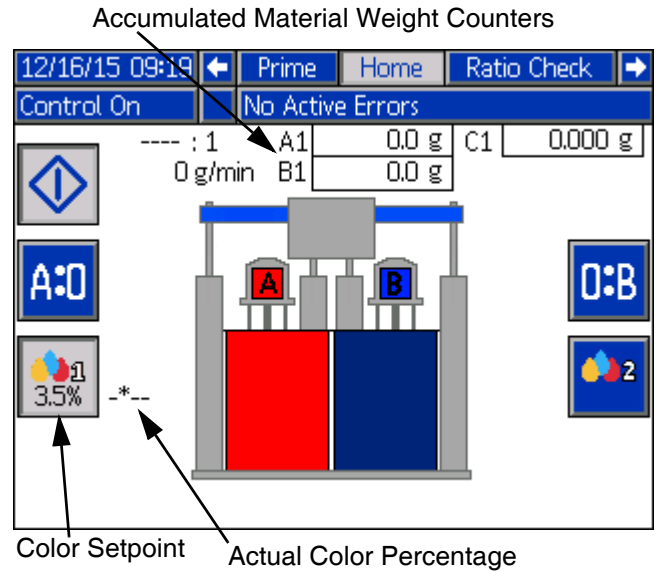 Accumulated Material Weight Counters
12/16/15 09:19 Prime Home Ratio Check
Control On No Active Errors
---- : 1 A1 0.0 g C1 0.000 g
0 g/min B1 0.0 g
A B
A:0 0:B
1 2
3.5% -*--
Color Setpoint Actual Color Percentage